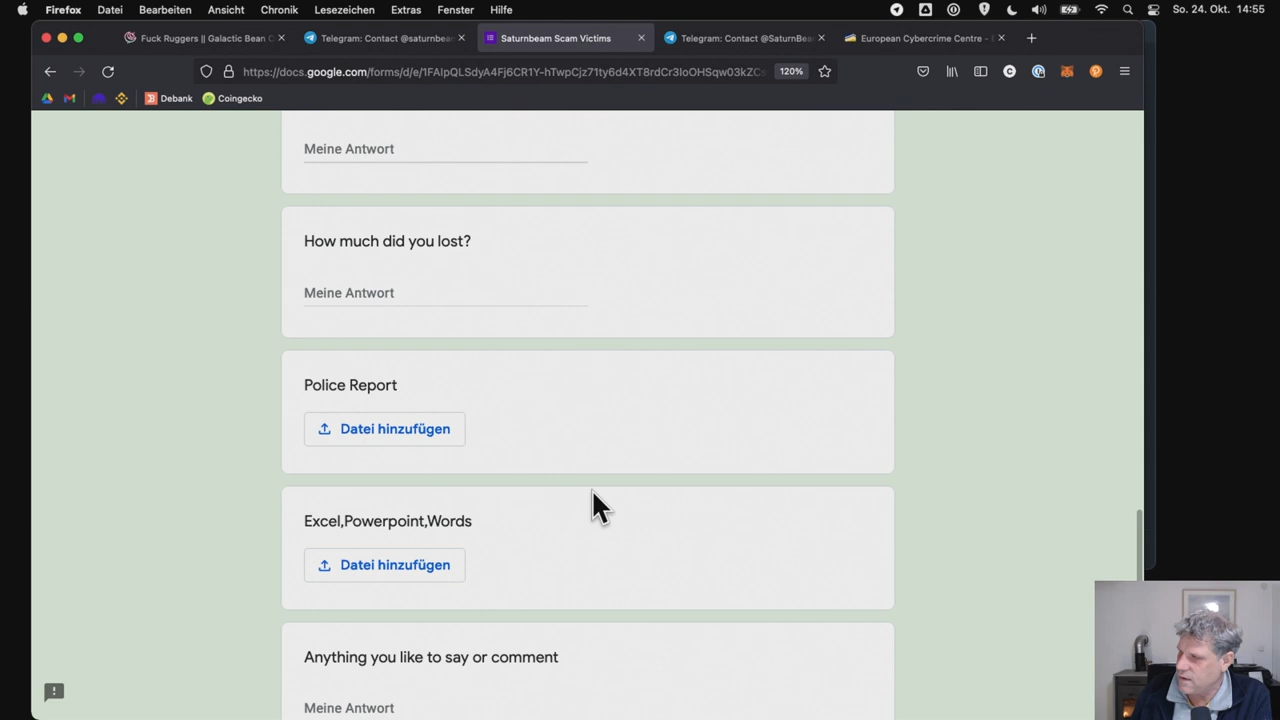 Firefox Datei Bearbeiten Ansicht Chronik Lesezeichen Extras Fenster Hilfe So. 24. Okt. 14:55
Fuck Ruggers || Galactic Bean C Telegram: Contact @saturnbea Saturnbeam Scam Victims Telegram: Contact @SaturnBea European Cybercrime Centre -
https://docs.google.com/forms/d/e/ 120%
Debank Coingecko
Meine Antwort
How much did you lost?
Meine Antwort
Police Report
Datei hinzufügen
Excel,Powerpoint,Words
Datei hinzufügen
Anything you like to say or comment
Meine Antwort